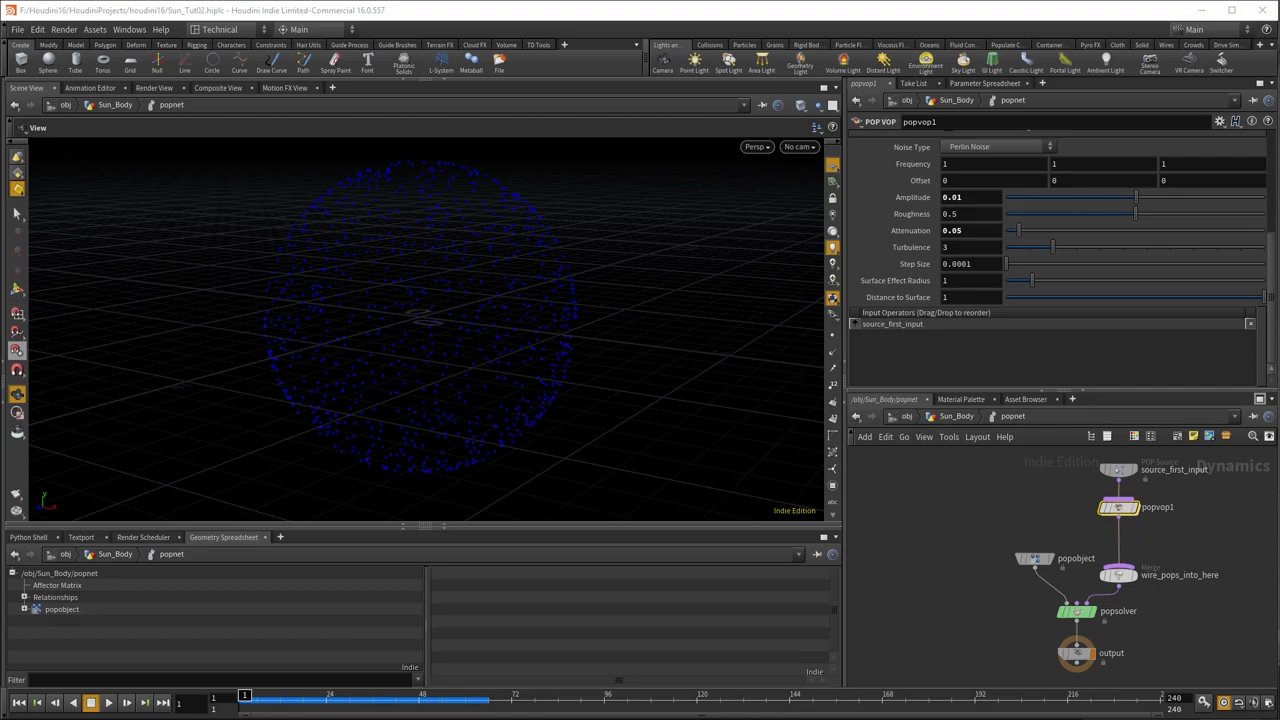 F:/Houdini16/HoudiniProjects/houdini16/Sun_Tut02.hiplc - Houdini Indie Limited-Commercial 16.0.557
File Edit Render Assets Windows Help Technical Main Main
Create Modify Model Polygon Deform Texture Rigging Characters Constraints Hair Utils Guide Process Guide Brushes Terrain FX Cloud FX Volume TD Tools
Lights an... Collisions Particles Grains Rigid Bod... Particle Fl... Viscous Fl... Oceans Fluid Con... Populate C... Container... Pyro FX Cloth Solid Wires Crowds Drive Sim...
Box Sphere Tube Torus Grid Null Line Circle Curve Draw Curve Path Spray Paint Font Platonic Solids L-System Metaball File
Camera Point Light Spot Light Area Light Geometry Light Volume Light Distant Light Environment Light Sky Light GI Light Caustic Light Portal Light Ambient Light Stereo Camera VR Camera Switcher
Scene View Animation Editor Render View Composite View Motion FX View
obj Sun_Body popnet
View
Persp No cam
Indie Edition
popvop1 Take List Parameter Spreadsheet
obj Sun_Body popnet
POP VOP popvop1
Noise Type Perlin Noise
Frequency 1 1 1
Offset 0 0 0
Amplitude 0.01
Roughness 0.5
Attenuation 0.05
Turbulence 3
Step Size 0.0001
Surface Effect Radius 1
Distance to Surface 1
Input Operators (Drag/Drop to reorder)
source_first_input
/obj/Sun_Body/popnet Material Palette Asset Browser
obj Sun_Body popnet
Add Edit Go View Tools Layout Help
Indie Edition Dynamics
POP Source
source_first_input
popvop1
popobject
Merge
wire_pops_into_here
popsolver
output
Python Shell Textport Render Scheduler Geometry Spreadsheet
obj Sun_Body popnet
/obj/Sun_Body/popnet
Affector Matrix
Relationships
popobject
Indie Indie
Filter
1 1 1 1 24 48 72 96 120 144 168 192 216 240 240